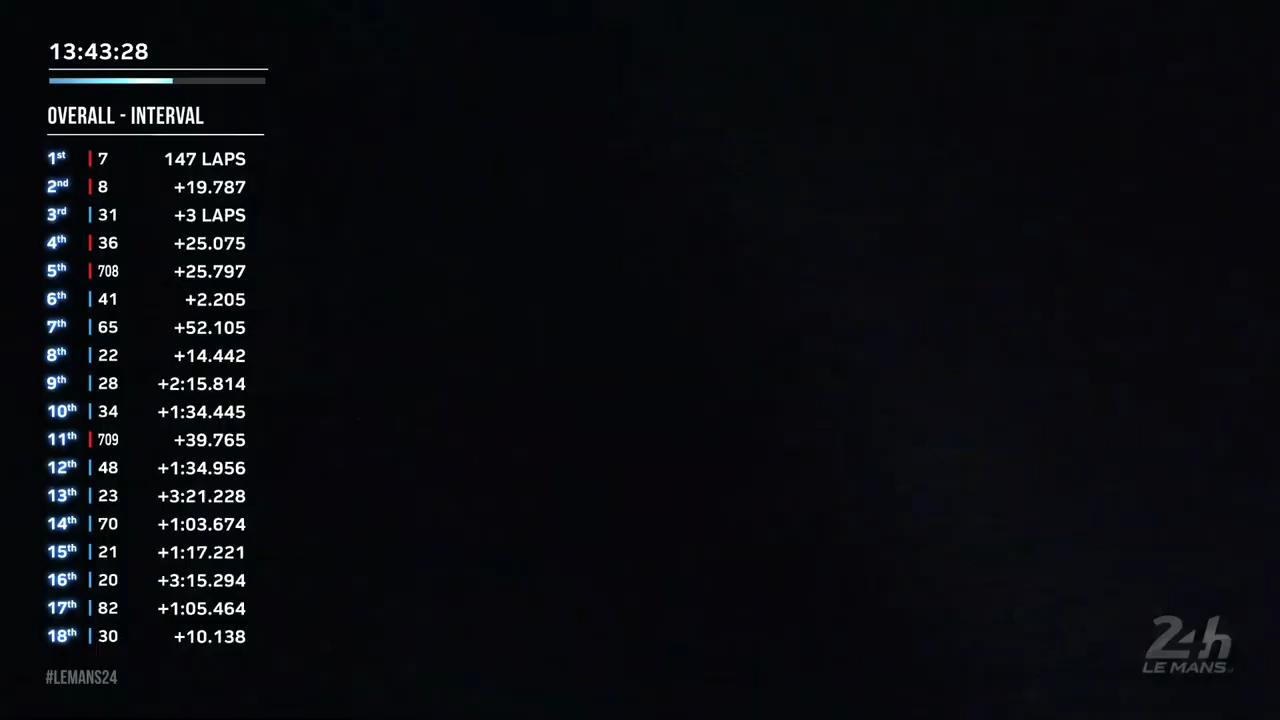 13:43:28
OVERALL - INTERVAL
1st 7 147 LAPS
2nd 8 +19.787
3rd 31 +3 LAPS
4th 36 +25.075
5th 708 +25.797
6th 41 +2.205
7th 65 +52.105
8th 22 +14.442
9th 28 +2:15.814
10th 34 +1:34.445
11th 709 +39.765
12th 48 +1:34.956
13th 23 +3:21.228
14th 70 +1:03.674
15th 21 +1:17.221
16th 20 +3:15.294
17th 82 +1:05.464
18th 30 +10.138
#LEMANS24
24h
LE MANS